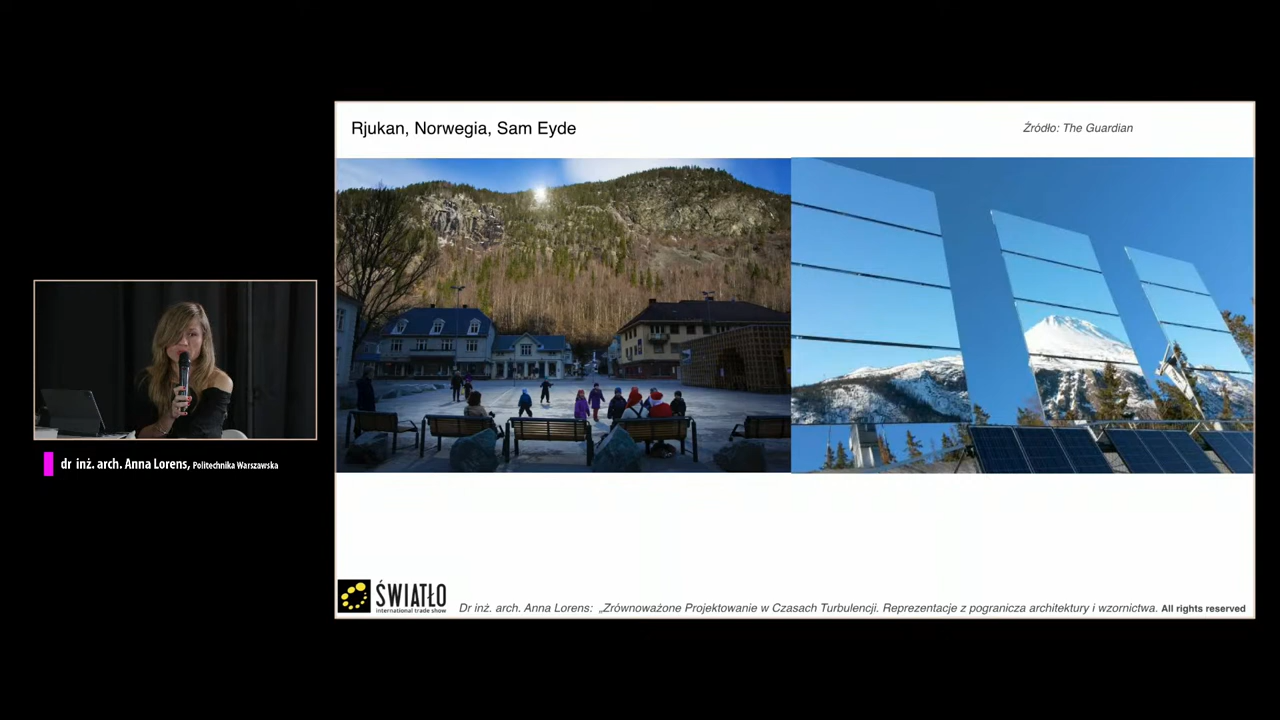 Rjukan, Norwegia, Sam Eyde
Źródło: The Guardian
dr inż. arch. Anna Lorens, Politechnika Warszawska
ŚWIATŁO
international trade show
Dr inż. arch. Anna Lorens: „Zrównoważone Projektowanie w Czasach Turbulencji. Reprezentacje z pogranicza architektury i wzornictwa. All rights reserved